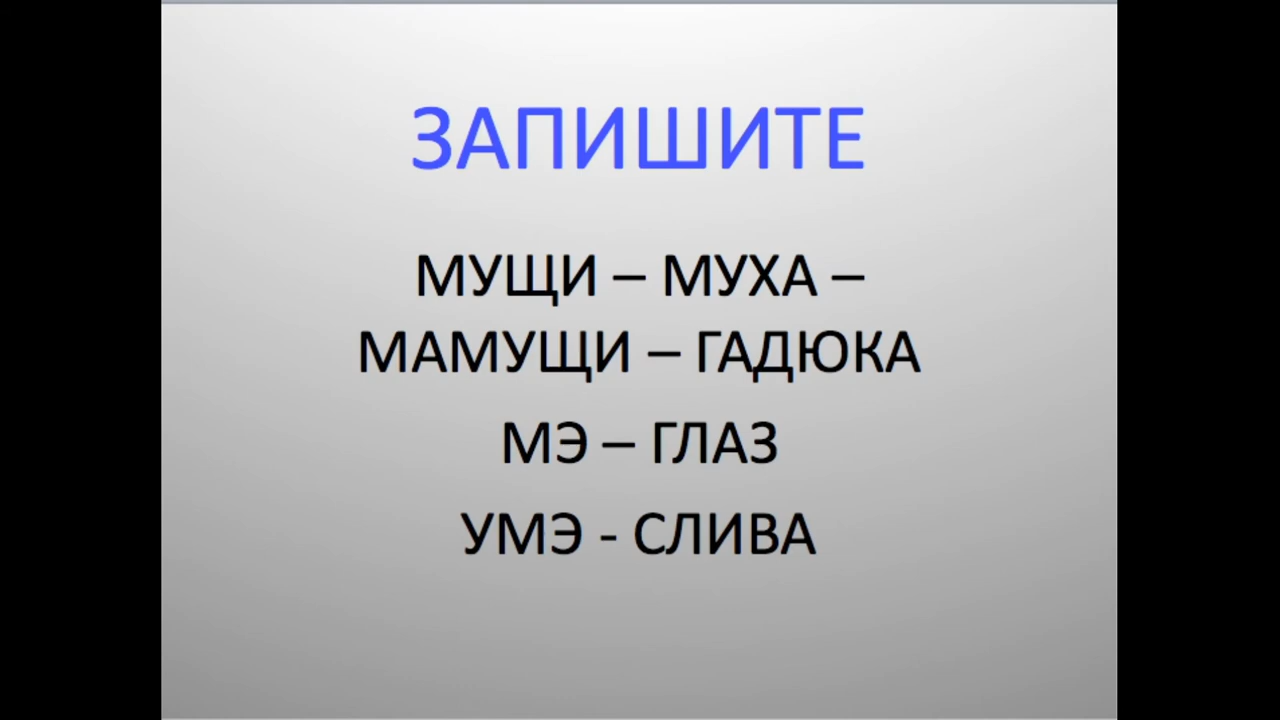 ЗАПИШИТЕ
МУЩИ – МУХА –
МАМУЩИ – ГАДЮКА
МЭ – ГЛАЗ
УМЭ - СЛИВА